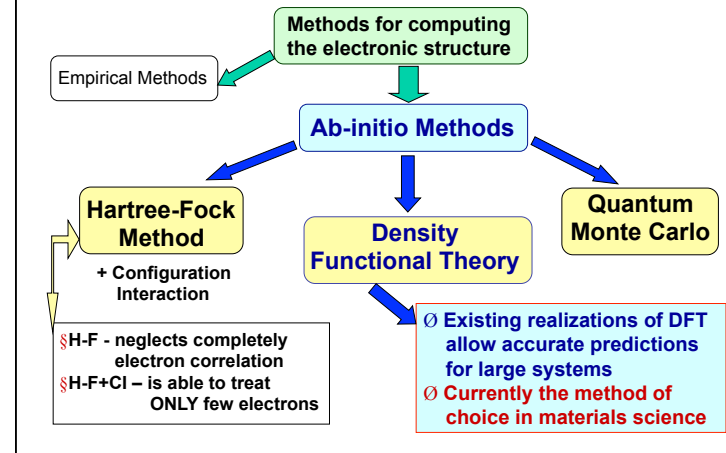 Methods for computing
the electronic structure
Empirical Methods
Ab-initio Methods
Hartree-Fock
Method
+ Configuration
Interaction
Density
Functional Theory
Quantum
Monte Carlo
§H-F - neglects completely
electron correlation
§H-F+CI – is able to treat
ONLY few electrons
Ø Existing realizations of DFT
allow accurate predictions
for large systems
Ø Currently the method of
choice in materials science